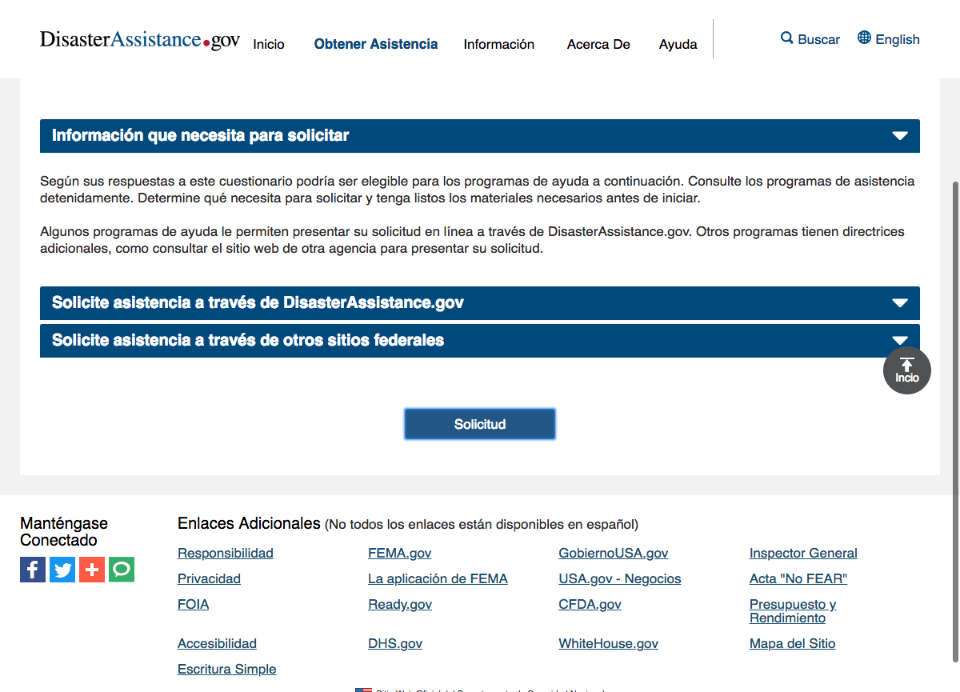 DisasterAssistance.gov Inicio Obtener Asistencia Información Acerca De Ayuda Buscar English
Información que necesita para solicitar
Según sus respuestas a este cuestionario podría ser elegible para los programas de ayuda a continuación. Consulte los programas de asistencia
detenidamente. Determine qué necesita para solicitar y tenga listos los materiales necesarios antes de iniciar.
Algunos programas de ayuda le permiten presentar su solicitud en línea a través de DisasterAssistance.gov. Otros programas tienen directrices
adicionales, como consultar el sitio web de otra agencia para presentar su solicitud.
Solicite asistencia a través de DisasterAssistance.gov
Solicite asistencia a través de otros sitios federales
Incio
Solicitud
Manténgase
Conectado
Enlaces Adicionales (No todos los enlaces están disponibles en español)
Responsibilidad FEMA.gov GobiernoUSA.gov Inspector General
Privacidad La aplicación de FEMA USA.gov - Negocios Acta "No FEAR"
FOIA Ready.gov CFDA.gov Presupuesto y
Rendimiento
Accesibilidad DHS.gov WhiteHouse.gov Mapa del Sitio
Escritura Simple